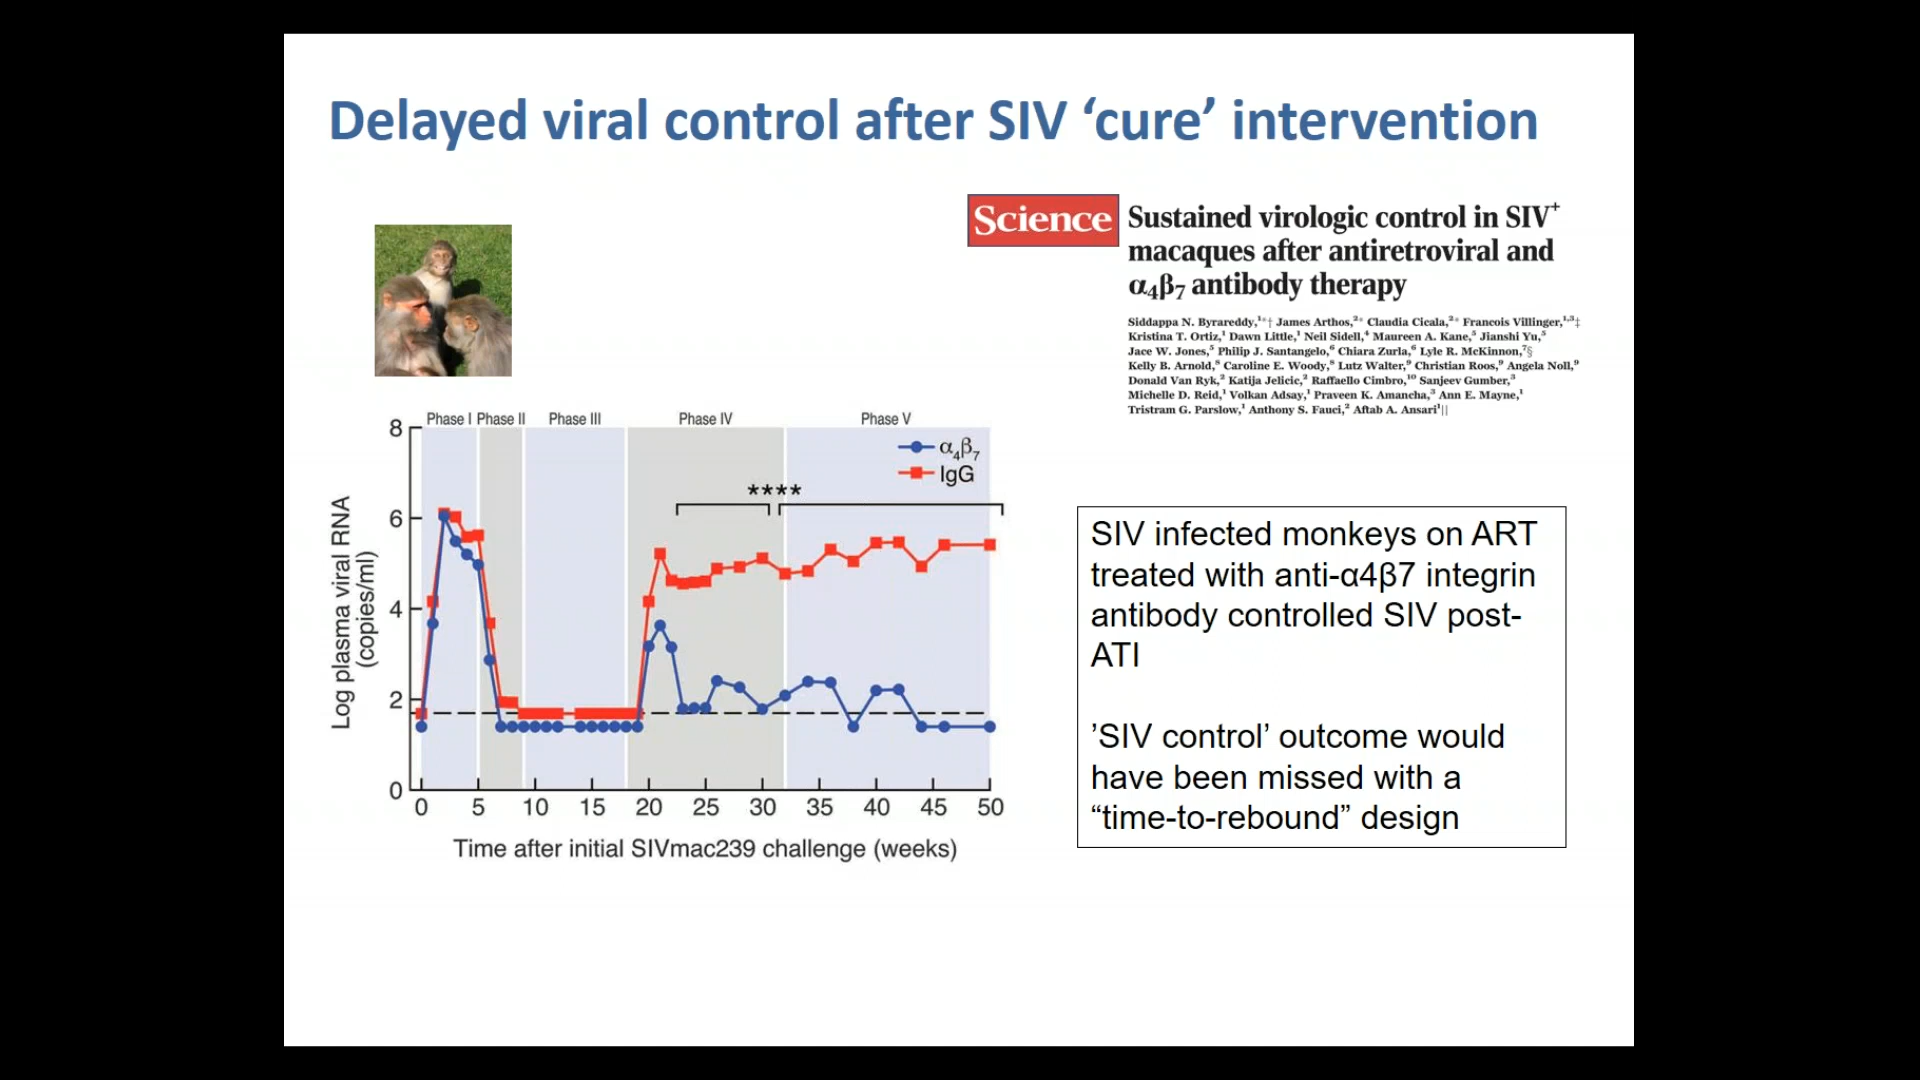 Delayed viral control after SIV ‘cure’ intervention
Science
Sustained virologic control in SIV⁺
macaques after antiretroviral and
α₄β₇ antibody therapy
Siddappa N. Byrareddy,¹*† James Arthos,²* Claudia Cicala,²* Francois Villinger,¹,³‡
Kristina T. Ortiz,¹ Dawn Little,¹ Neil Sidell,⁴ Maureen A. Kane,⁵ Jianshi Yu,⁵
Jace W. Jones,⁵ Philip J. Santangelo,⁶ Chiara Zurla,⁶ Lyle R. McKinnon,⁷§
Kelly B. Arnold,⁸ Caroline E. Woody,⁸ Lutz Walter,⁹ Christian Roos,⁹ Angela Noll,⁹
Donald Van Ryk,² Katija Jelicic,² Raffaello Cimbro,¹⁰ Sanjeev Gumber,³
Michelle D. Reid,¹ Volkan Adsay,¹ Praveen K. Amancha,³ Ann E. Mayne,¹
Tristram G. Parslow,¹ Anthony S. Fauci,² Aftab A. Ansari¹||
Phase I Phase II Phase III Phase IV Phase V
α₄β₇
IgG
****
8
6
4
2
0
Log plasma viral RNA
(copies/ml)
0 5 10 15 20 25 30 35 40 45 50
Time after initial SIVmac239 challenge (weeks)
SIV infected monkeys on ART
treated with anti-α4β7 integrin
antibody controlled SIV post-
ATI
’SIV control’ outcome would
have been missed with a
“time-to-rebound” design